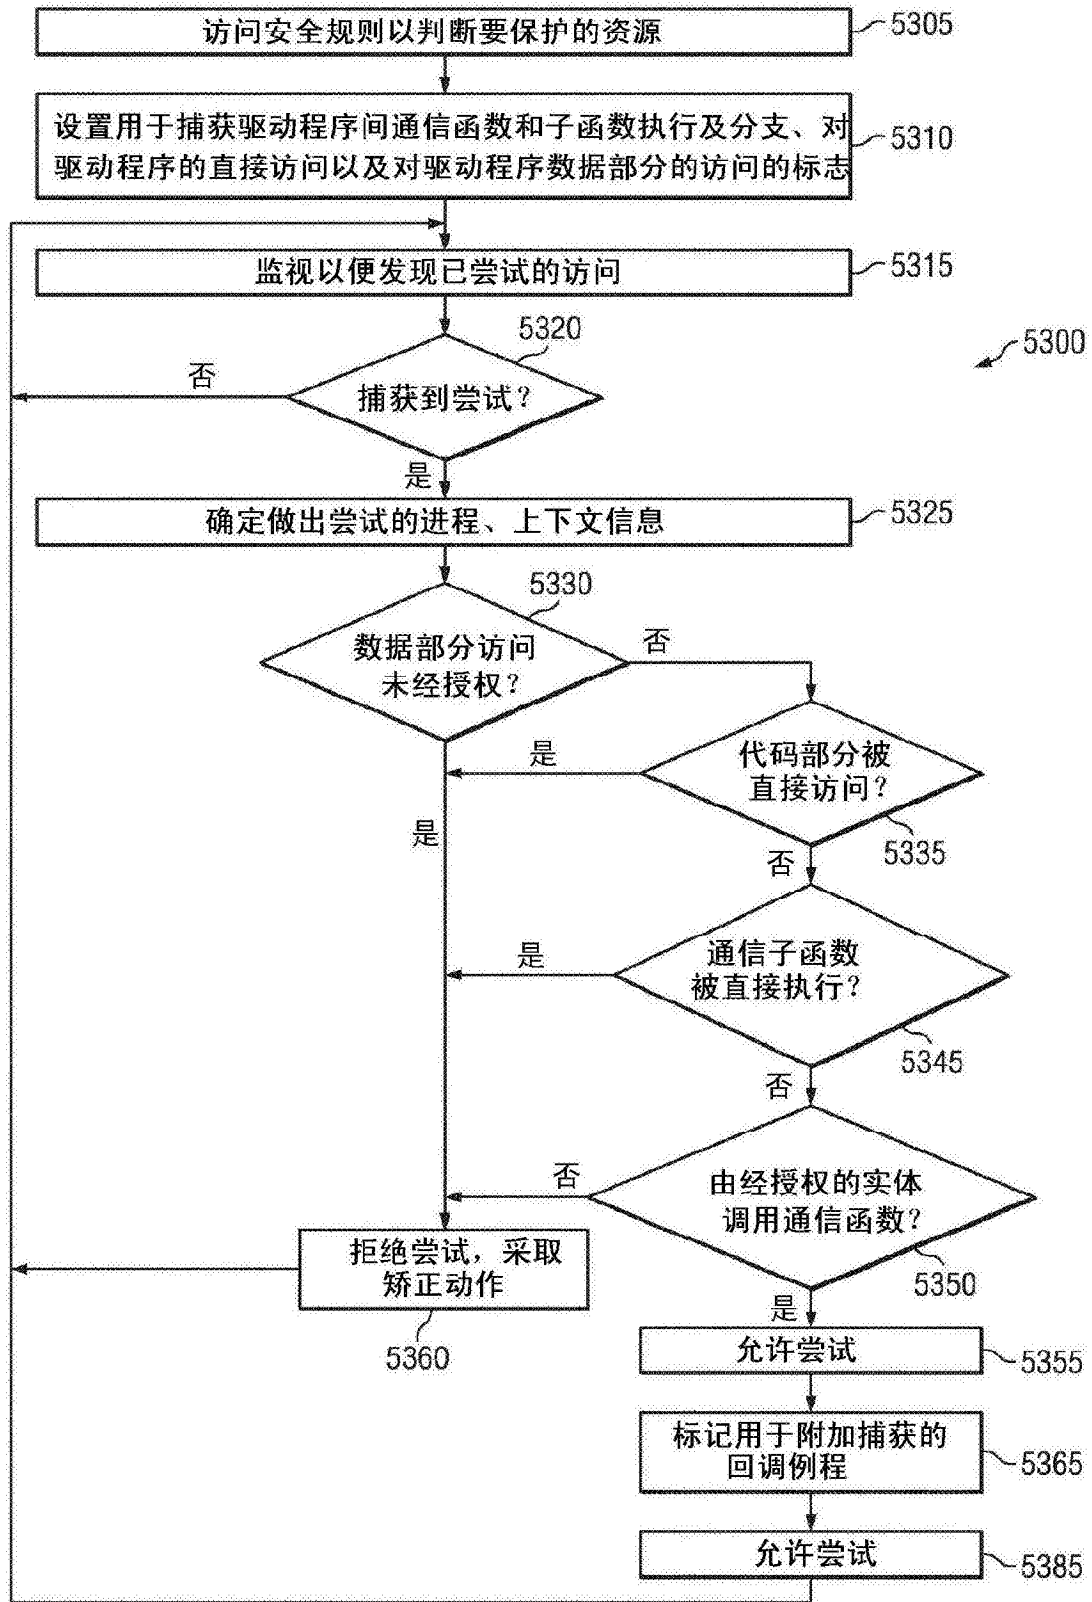 访问安全规则以判断要保护的资源
5305
设置用于捕获驱动程序间通信函数和子函数执行及分支、对
驱动程序的直接访问以及对驱动程序数据部分的访问的标志
5310
监视以便发现已尝试的访问
5315
5320
5300
否
捕获到尝试?
是
确定做出尝试的进程、上下文信息
5325
5330
数据部分访问
未经授权?
否
是
代码部分被
直接访问?
是
5335
否
通信子函数
被直接执行?
是
5345
否
由经授权的实体
调用通信函数?
否
5350
拒绝尝试，采取
矫正动作
5360
是
允许尝试
5355
标记用于附加捕获的
回调例程
5365
允许尝试
5385